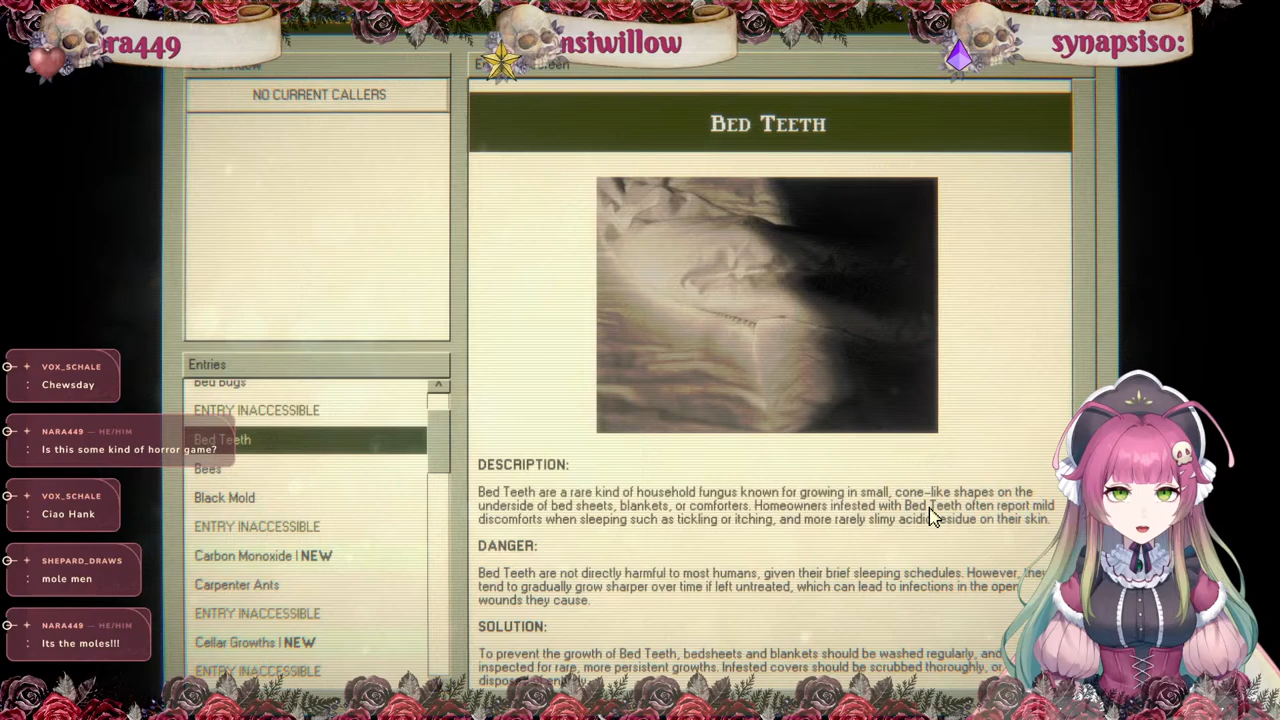 ra449
nsiwillow
synapsiso:
NO CURRENT CALLERS
BED TEETH
Entries
Bed Bugs
ENTRY INACCESSIBLE
Bed Teeth
Bees
Black Mold
ENTRY INACCESSIBLE
Carbon Monoxide | NEW
Carpenter Ants
ENTRY INACCESSIBLE
Cellar Growths | NEW
ENTRY INACCESSIBLE
DESCRIPTION:
Bed Teeth are a rare kind of household fungus known for growing in small, cone-like shapes on the
underside of bed sheets, blankets, or comforters. Homeowners infested with Bed Teeth often report mild
discomforts when sleeping such as tickling or itching, and more rarely slimy acidic residue on their skin.
DANGER:
Bed Teeth are not directly harmful to most humans, given their brief sleeping schedules. However, they
tend to gradually grow sharper over time if left untreated, which can lead to infections in the open
wounds they cause.
SOLUTION:
To prevent the growth of Bed Teeth, bedsheets and blankets should be washed regularly, and
inspected for rare, more persistent growths. Infested covers should be scrubbed thoroughly, or
VOX_SCHALE
Chewsday
NARA449 — HE/HIM
Is this some kind of horror game?
VOX_SCHALE
Ciao Hank
SHEPARD_DRAWS
mole men
NARA449 — HE/HIM
Its the moles!!!